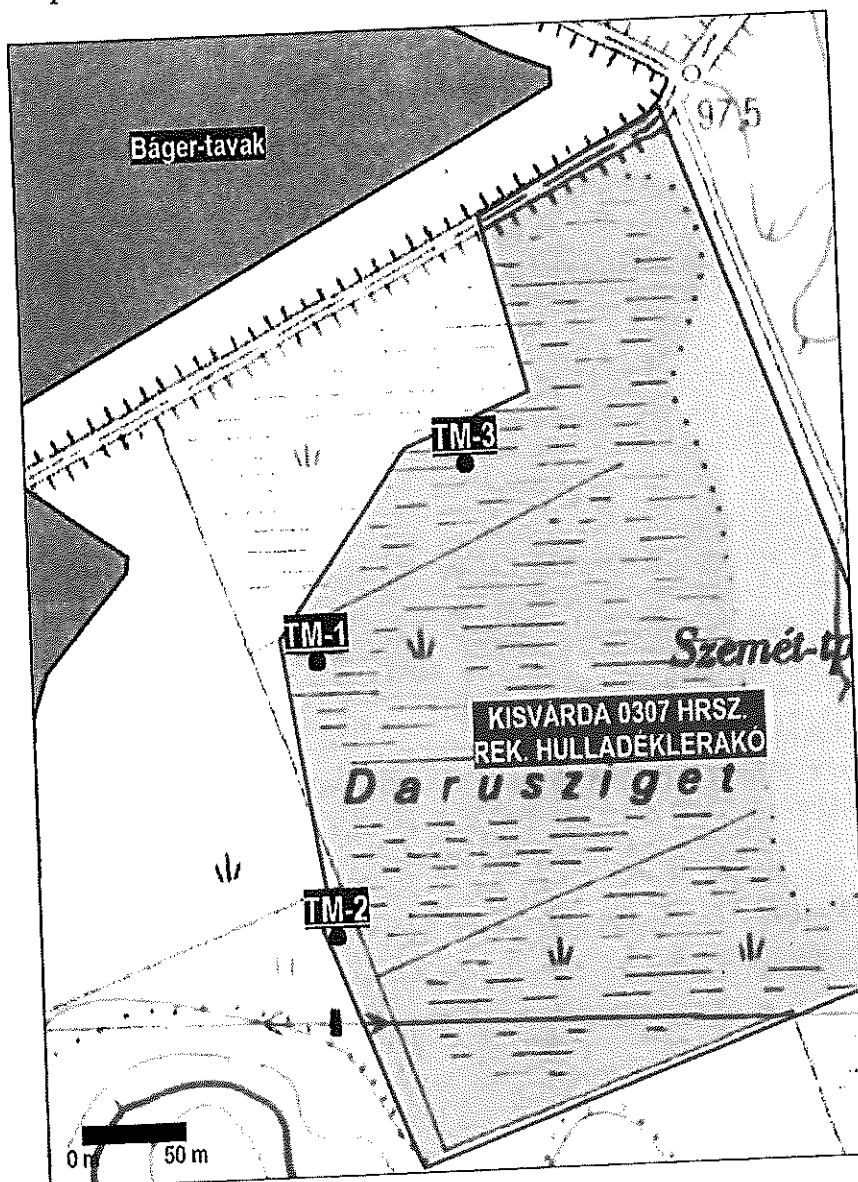 Báger-tavak
97,5
TM-3
TM-1
Szemét-tp
KISVÁRDA 0307 HRSZ.
REK. HULLADÉKLERAKÓ
Darusziget
TM-2
0 m 50 m